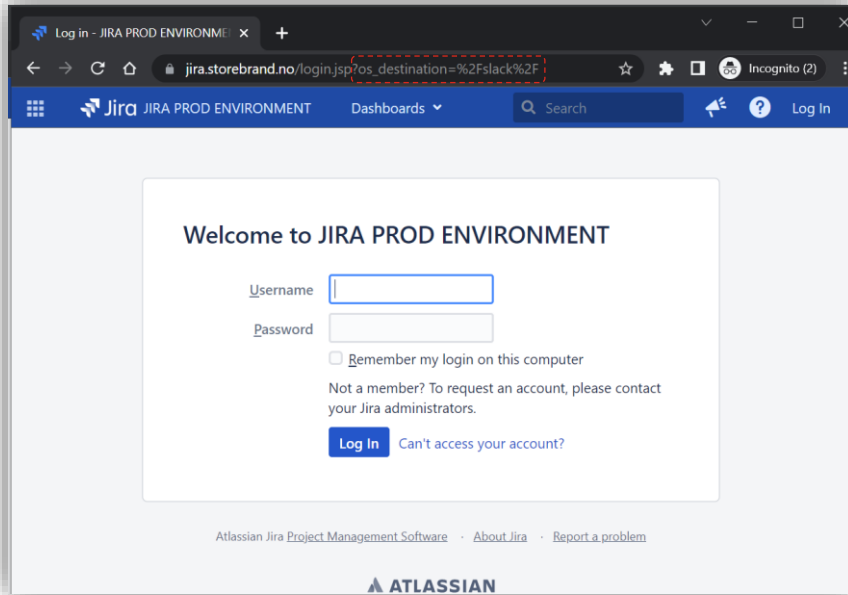 Log in - JIRA PROD ENVIRONME
jira.storebrand.no/login.jsp?os_destination=%2Fslack%2F
Incognito (2)
Jira JIRA PROD ENVIRONMENT Dashboards Search Log In
Welcome to JIRA PROD ENVIRONMENT
Username
Password
Remember my login on this computer
Not a member? To request an account, please contact
your Jira administrators.
Log In Can't access your account?
Atlassian Jira Project Management Software · About Jira · Report a problem
ATLASSIAN